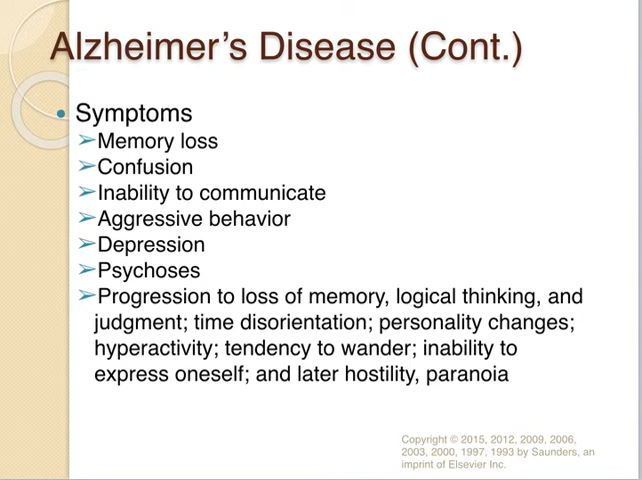 Alzheimer's Disease (Cont.)
• Symptoms
➢Memory loss
➢Confusion
➢Inability to communicate
➢Aggressive behavior
➢Depression
➢Psychoses
➢Progression to loss of memory, logical thinking, and
judgment; time disorientation; personality changes;
hyperactivity; tendency to wander; inability to
express oneself; and later hostility, paranoia
Copyright © 2015, 2012, 2009, 2006,
2003, 2000, 1997, 1993 by Saunders, an
imprint of Elsevier Inc.